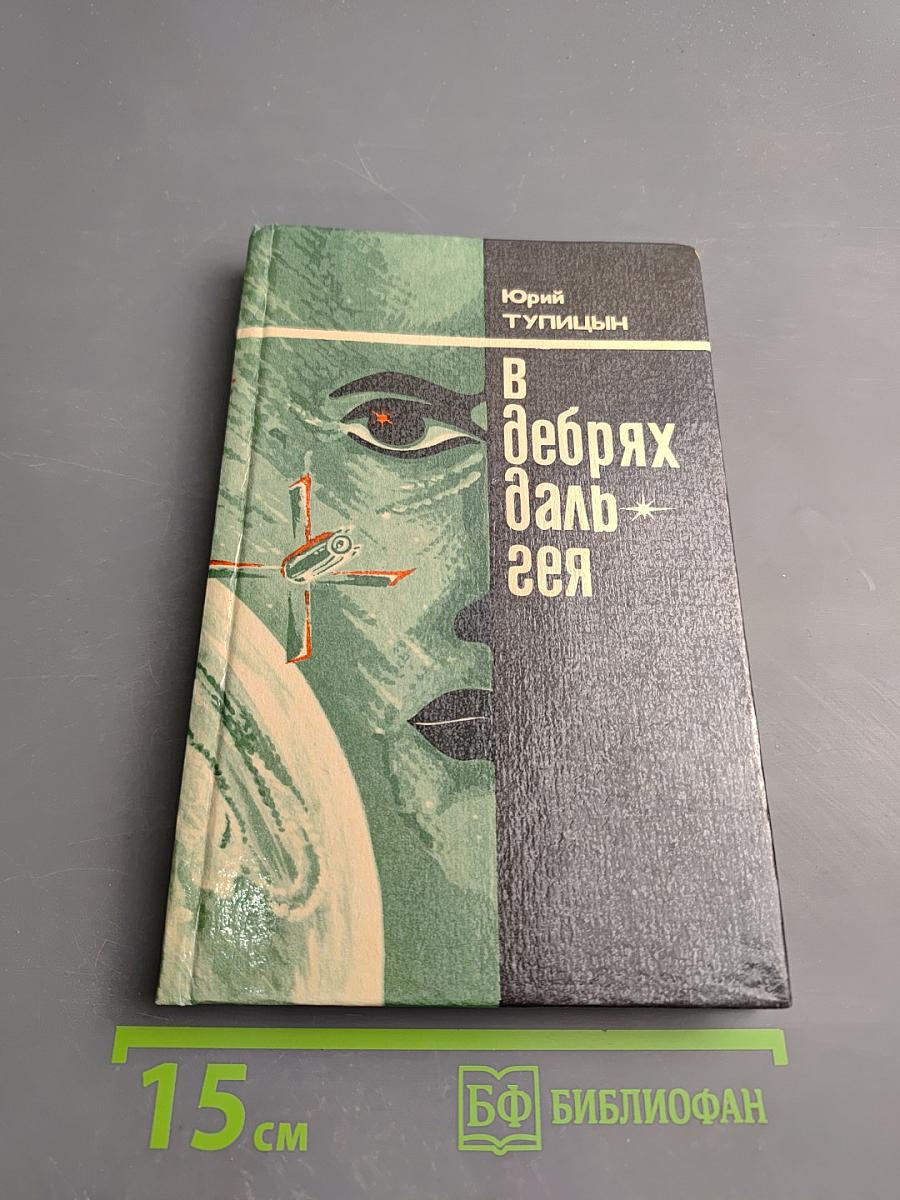 Юрий
ТУПИЦЫН
в
дебрях
даль
гея
15 см
БФ БИБЛИОФАН